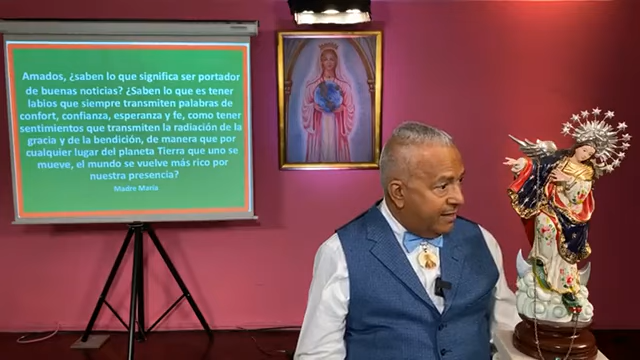 Amados, ¿saben lo que significa ser portador
de buenas noticias? ¿Saben lo que es tener
labios que siempre transmiten palabras de
confort, confianza, esperanza y fe, como tener
sentimientos que transmiten la radiación de la
gracia y de la bendición, de manera que por
cualquier lugar del planeta Tierra que uno se
mueve, el mundo se vuelve más rico por
nuestra presencia?
Madre María